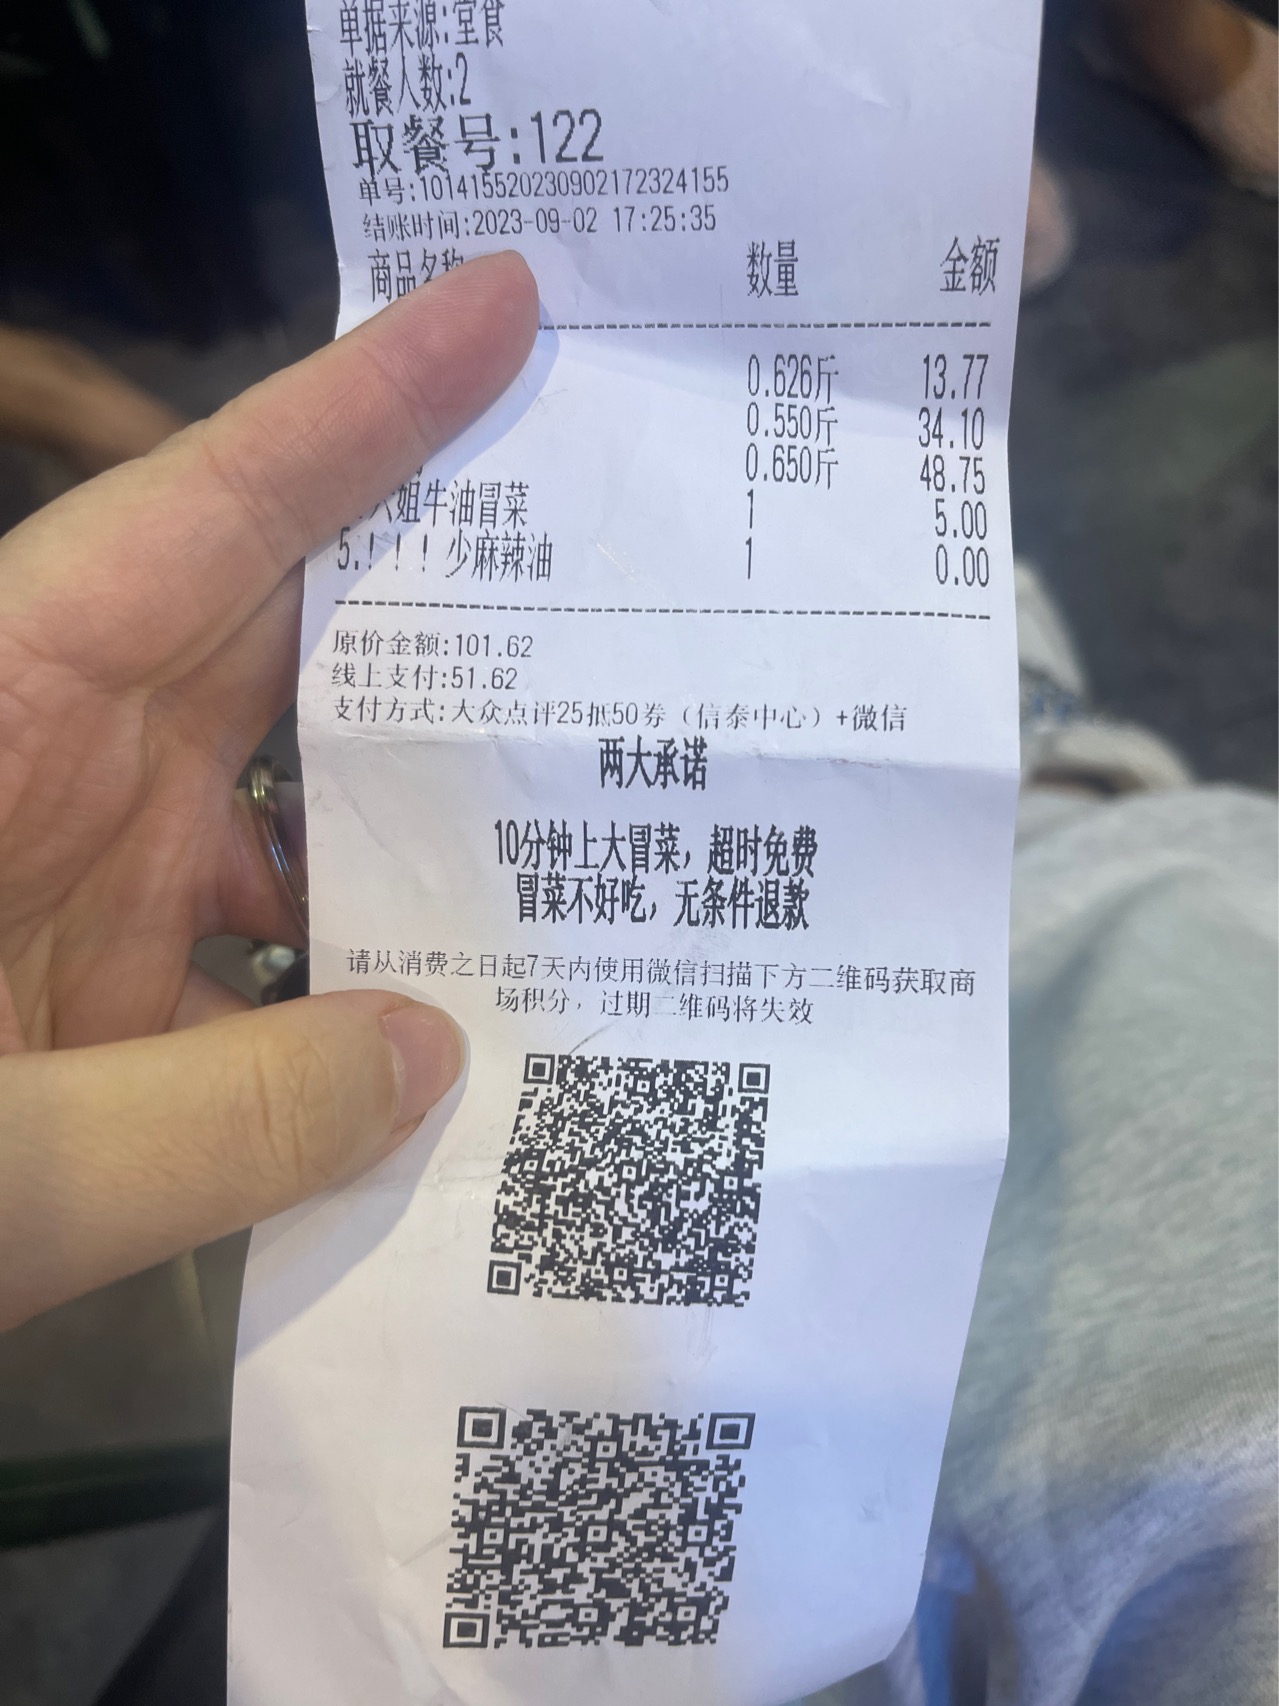 单据来源:堂食
就餐人数:2
取餐号:122
单号:101415520230902172324155
结账时间:2023-09-02 17:25:35
商品名称 数量 金额
0.626斤 13.77
0.550斤 34.10
0.650斤 48.75
六姐牛油冒菜 1 5.00
5.!!! 少麻辣油 1 0.00
原价金额:101.62
线上支付:51.62
支付方式:大众点评25抵50券(信泰中心)+微信
两大承诺
10分钟上大冒菜,超时免费
冒菜不好吃,无条件退款
请从消费之日起7天内使用微信扫描下方二维码获取商
场积分,过期二维码将失效